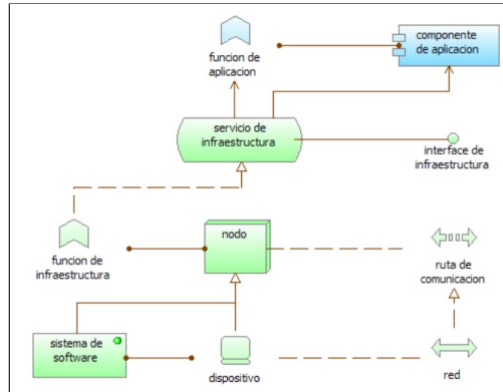 componente
de aplicacion
funcion de
aplicacion
servicio de
infraestructura
interface de
infraestructura
nodo
funcion de
infraestructura
ruta de
comunicacion
sistema de
software
dispositivo
red